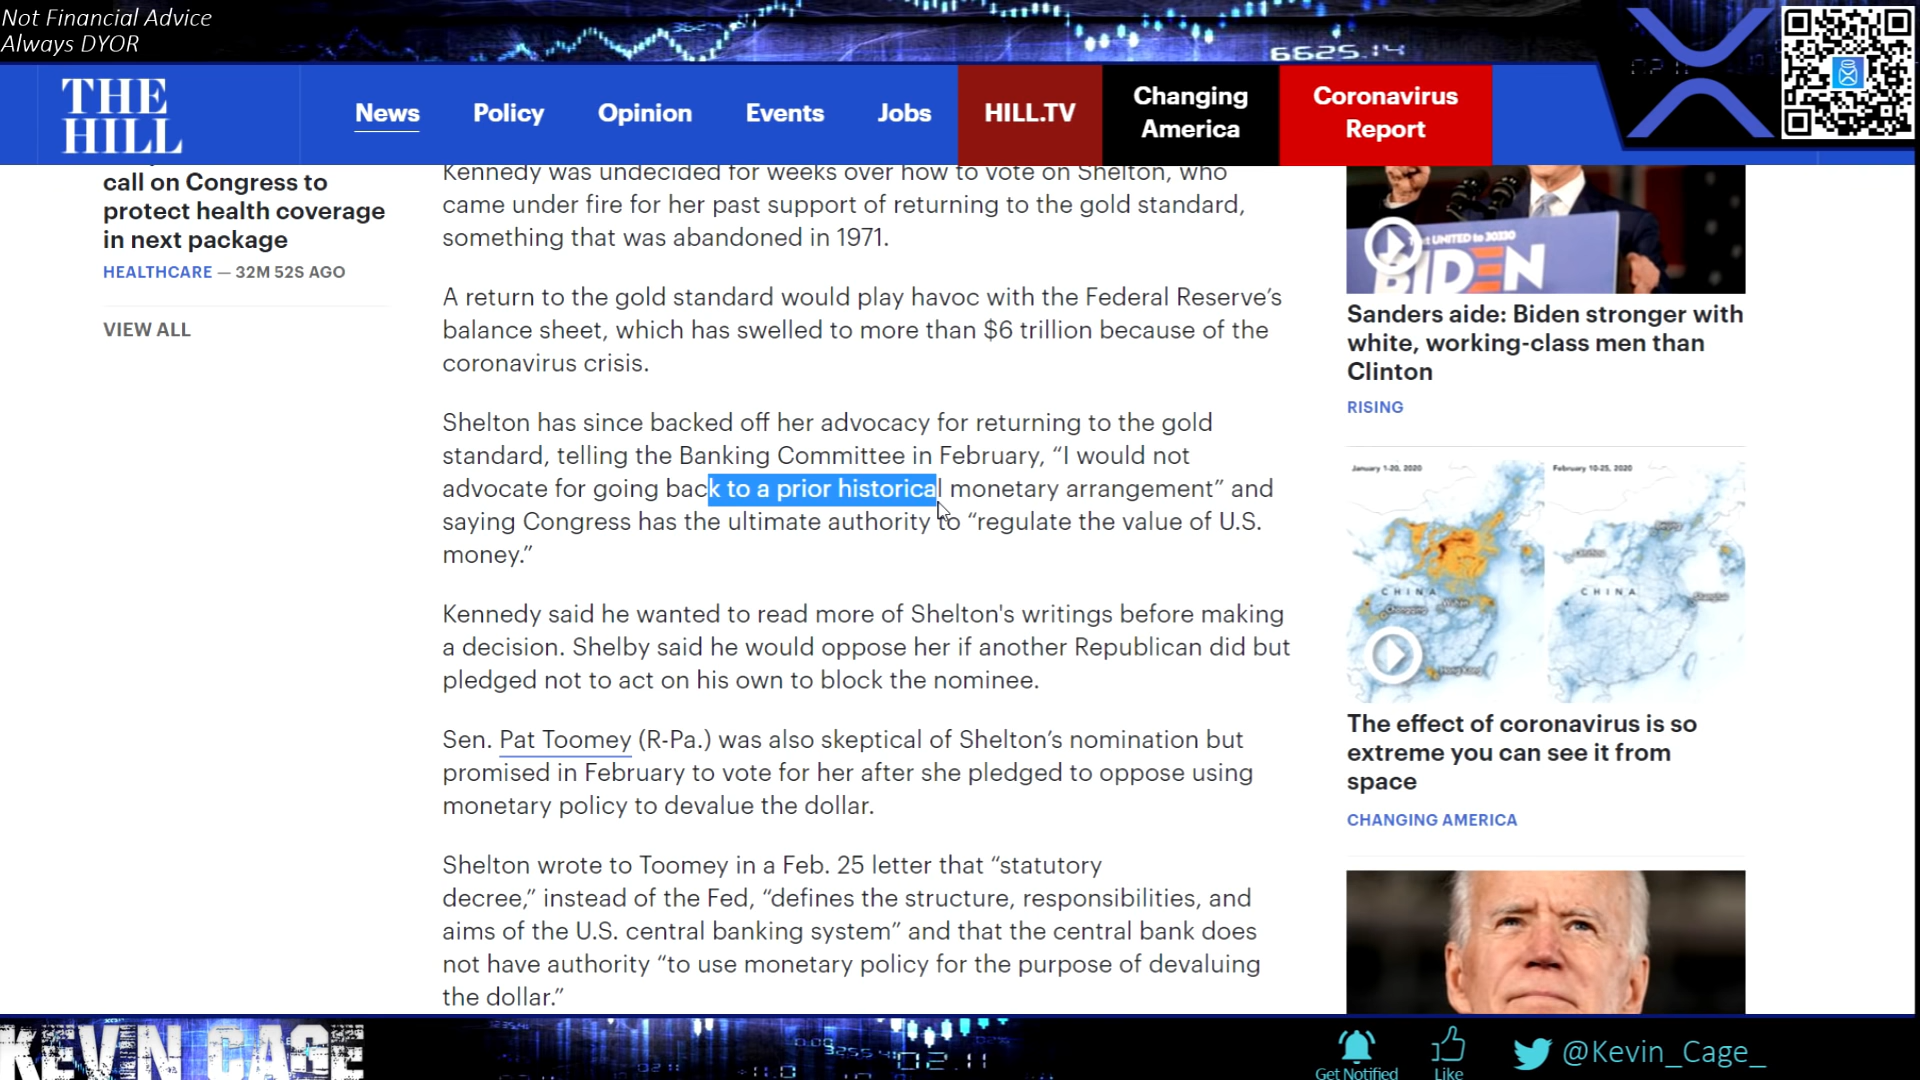 Not Financial Advice
Always DYOR
6625.14
THE
HILL
News
Policy
Opinion
Events
Jobs
HILL.TV
Changing
America
Coronavirus
Report
call on Congress to
protect health coverage
in next package
HEALTHCARE — 32M 52S AGO
VIEW ALL
Kennedy was undecided for weeks over how to vote on Shelton, who
came under fire for her past support of returning to the gold standard,
something that was abandoned in 1971.
A return to the gold standard would play havoc with the Federal Reserve’s
balance sheet, which has swelled to more than $6 trillion because of the
coronavirus crisis.
Shelton has since backed off her advocacy for returning to the gold
standard, telling the Banking Committee in February, “I would not
advocate for going back to a prior historical monetary arrangement” and
saying Congress has the ultimate authority to “regulate the value of U.S.
money.”
Kennedy said he wanted to read more of Shelton's writings before making
a decision. Shelby said he would oppose her if another Republican did but
pledged not to act on his own to block the nominee.
Sen. Pat Toomey (R-Pa.) was also skeptical of Shelton’s nomination but
promised in February to vote for her after she pledged to oppose using
monetary policy to devalue the dollar.
Shelton wrote to Toomey in a Feb. 25 letter that “statutory
decree,” instead of the Fed, “defines the structure, responsibilities, and
aims of the U.S. central banking system” and that the central bank does
not have authority “to use monetary policy for the purpose of devaluing
the dollar.”
UNITED to 30330
BIDEN
Sanders aide: Biden stronger with
white, working-class men than
Clinton
RISING
January 1-20, 2020
February 10-25, 2020
CHINA
CHINA
The effect of coronavirus is so
extreme you can see it from
space
CHANGING AMERICA
KEVIN CAGE
02.11
Get Notified
Like
@Kevin_Cage_